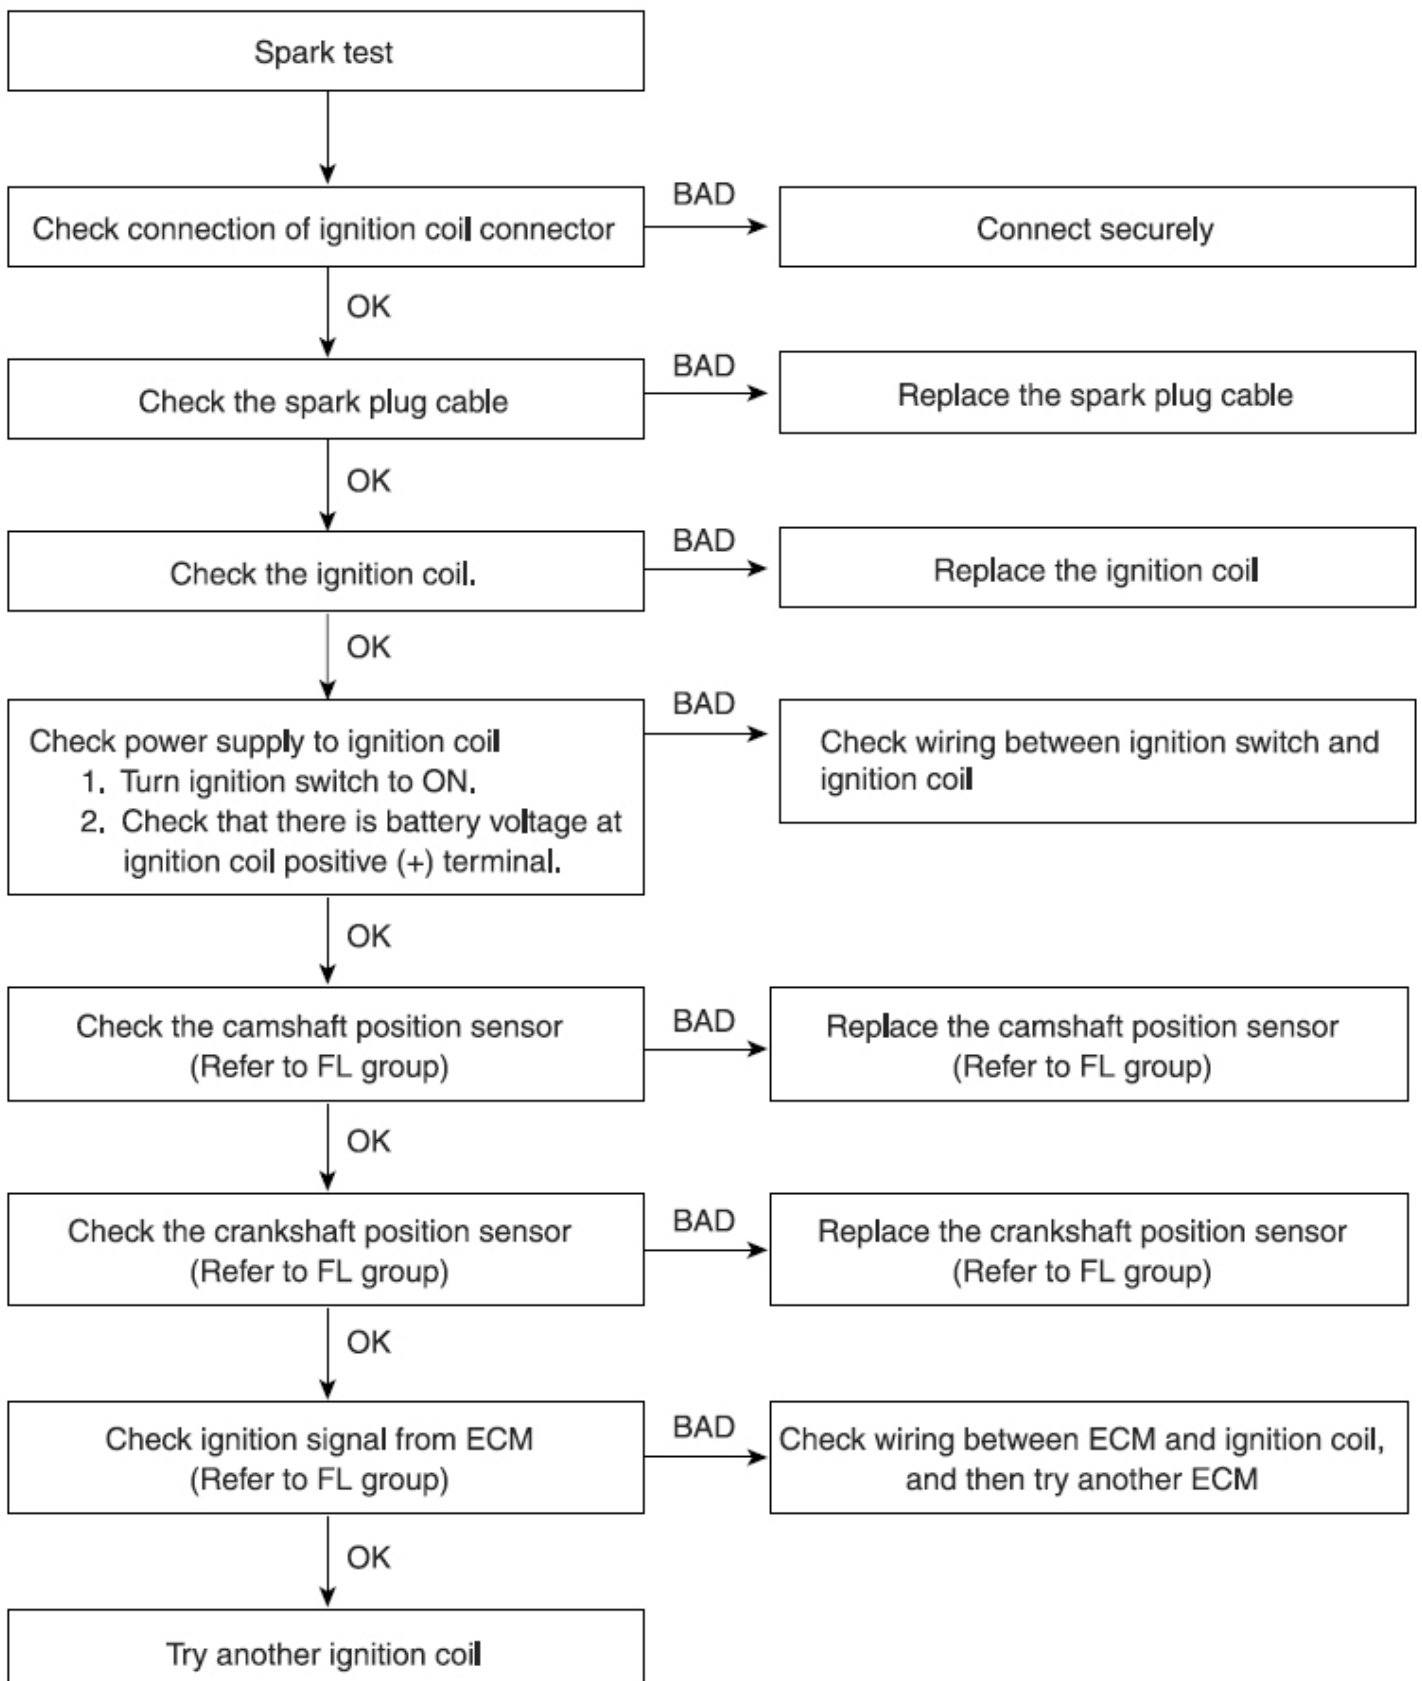 Spark test
Check connection of ignition coil connector
BAD
Connect securely
OK
Check the spark plug cable
BAD
Replace the spark plug cable
OK
Check the ignition coil.
BAD
Replace the ignition coil
OK
Check power supply to ignition coil
1. Turn ignition switch to ON.
2. Check that there is battery voltage at
ignition coil positive (+) terminal.
BAD
Check wiring between ignition switch and
ignition coil
OK
Check the camshaft position sensor
(Refer to FL group)
BAD
Replace the camshaft position sensor
(Refer to FL group)
OK
Check the crankshaft position sensor
(Refer to FL group)
BAD
Replace the crankshaft position sensor
(Refer to FL group)
OK
Check ignition signal from ECM
(Refer to FL group)
BAD
Check wiring between ECM and ignition coil,
and then try another ECM
OK
Try another ignition coil